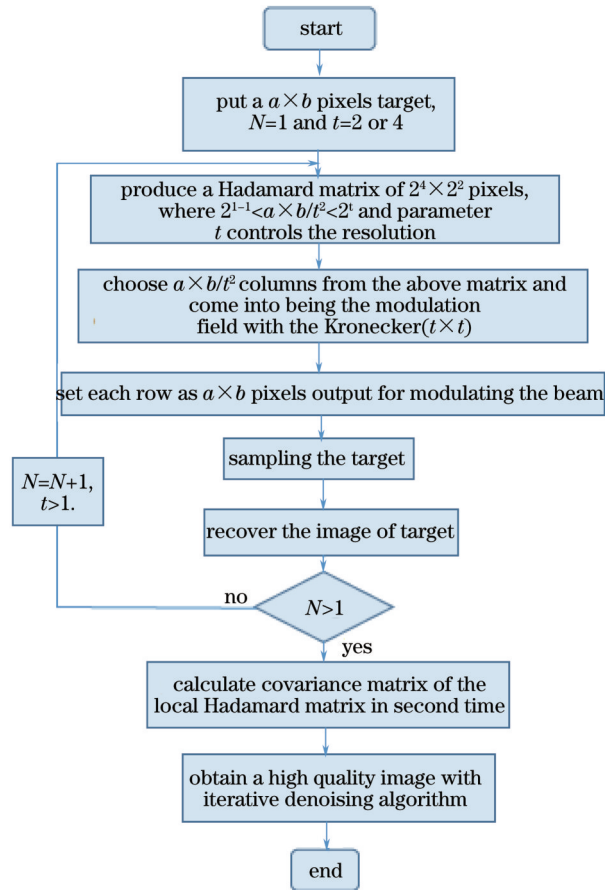 start
put a a×b pixels target,
N=1 and t=2 or 4
produce a Hadamard matrix of 2⁴×2² pixels,
where 2¹⁻¹<a×b/t²<2ᵗ and parameter
t controls the resolution
choose a×b/t² columns from the above matrix and
come into being the modulation
field with the Kronecker(t×t)
set each row as a×b pixels output for modulating the beam
sampling the target
N=N+1,
t>1.
recover the image of target
no
N>1
yes
calculate covariance matrix of the
local Hadamard matrix in second time
obtain a high quality image with
iterative denoising algorithm
end